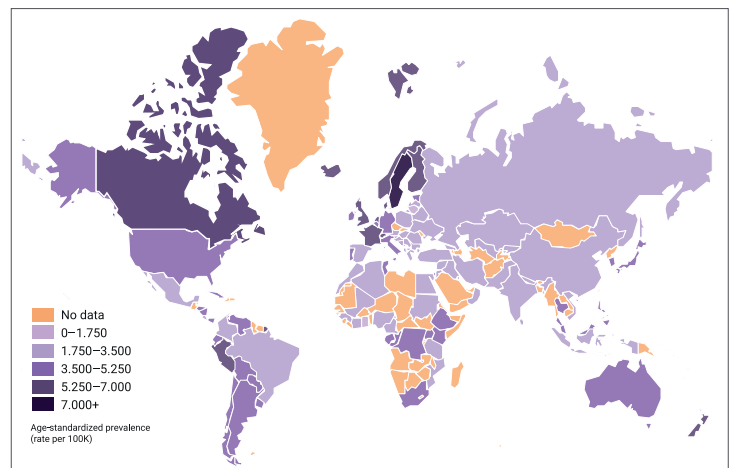 No data
0–1.750
1.750–3.500
3.500–5.250
5.250–7.000
7.000+
Age-standardized prevalence
(rate per 100K)